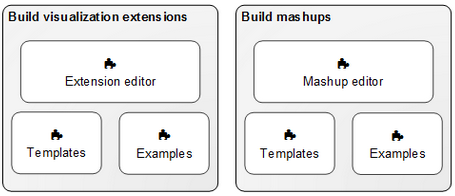 Build visualization extensions
Extension editor
Templates
Examples
Build mashups
Mashup editor
Templates
Examples